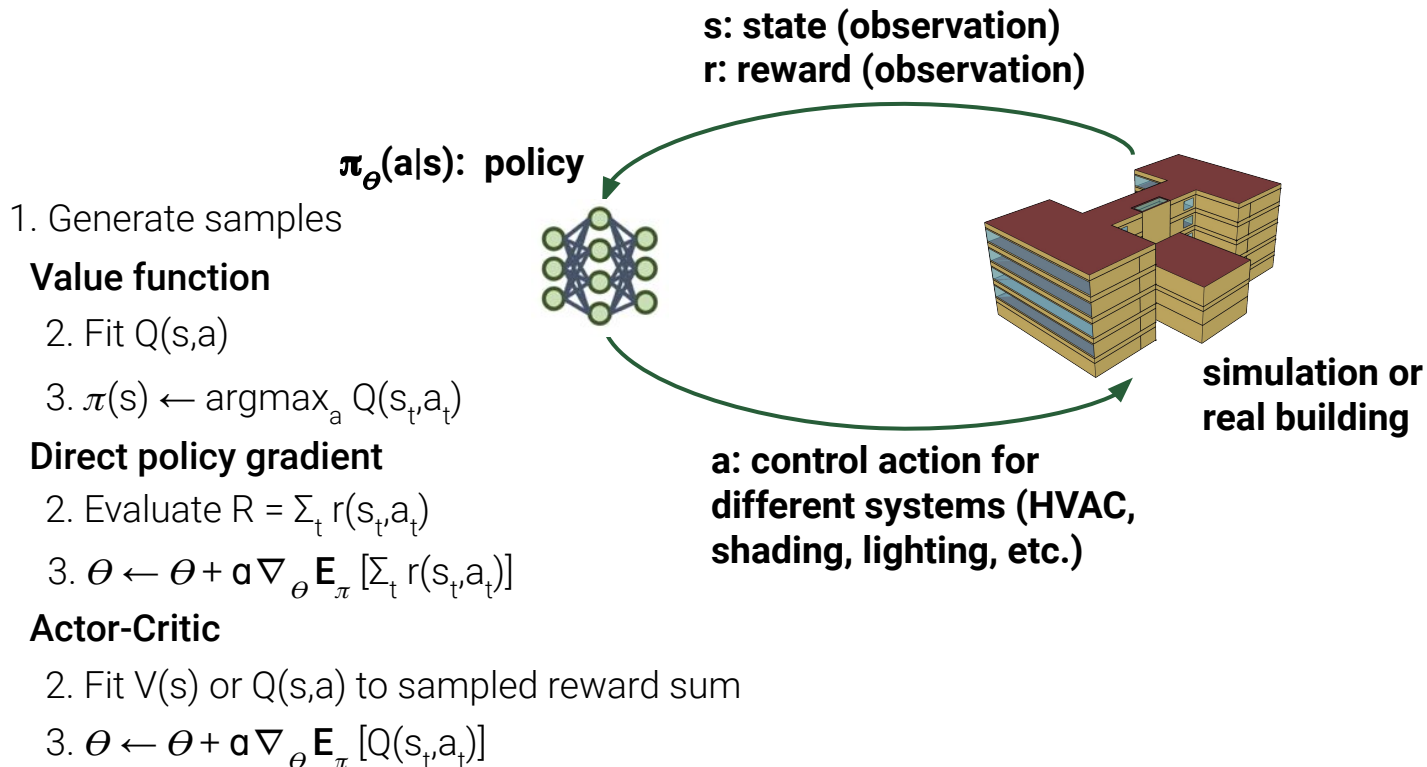 s: state (observation)
r: reward (observation)
π_θ(a|s): policy
1. Generate samples
Value function
2. Fit Q(s,a)
3. π(s) ← argmax_a Q(s_t,a_t)
Direct policy gradient
2. Evaluate R = Σ_t r(s_t,a_t)
3. θ ← θ + α ∇_θ E_π [Σ_t r(s_t,a_t)]
Actor-Critic
2. Fit V(s) or Q(s,a) to sampled reward sum
3. θ ← θ + α ∇_θ E_π [Q(s_t,a_t)]
simulation or
real building
a: control action for
different systems (HVAC,
shading, lighting, etc.)